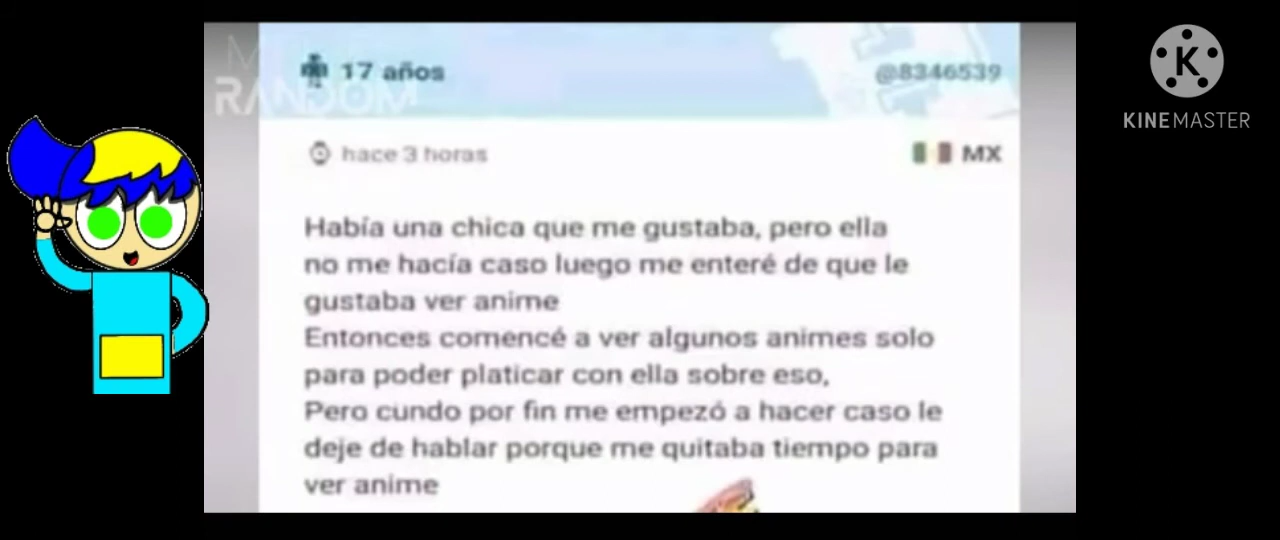 17 años
@8346539
RANDOM
hace 3 horas
MX
Había una chica que me gustaba, pero ella
no me hacía caso luego me enteré de que le
gustaba ver anime
Entonces comencé a ver algunos animes solo
para poder platicar con ella sobre eso,
Pero cundo por fin me empezó a hacer caso le
deje de hablar porque me quitaba tiempo para
ver anime
K
KINEMASTER